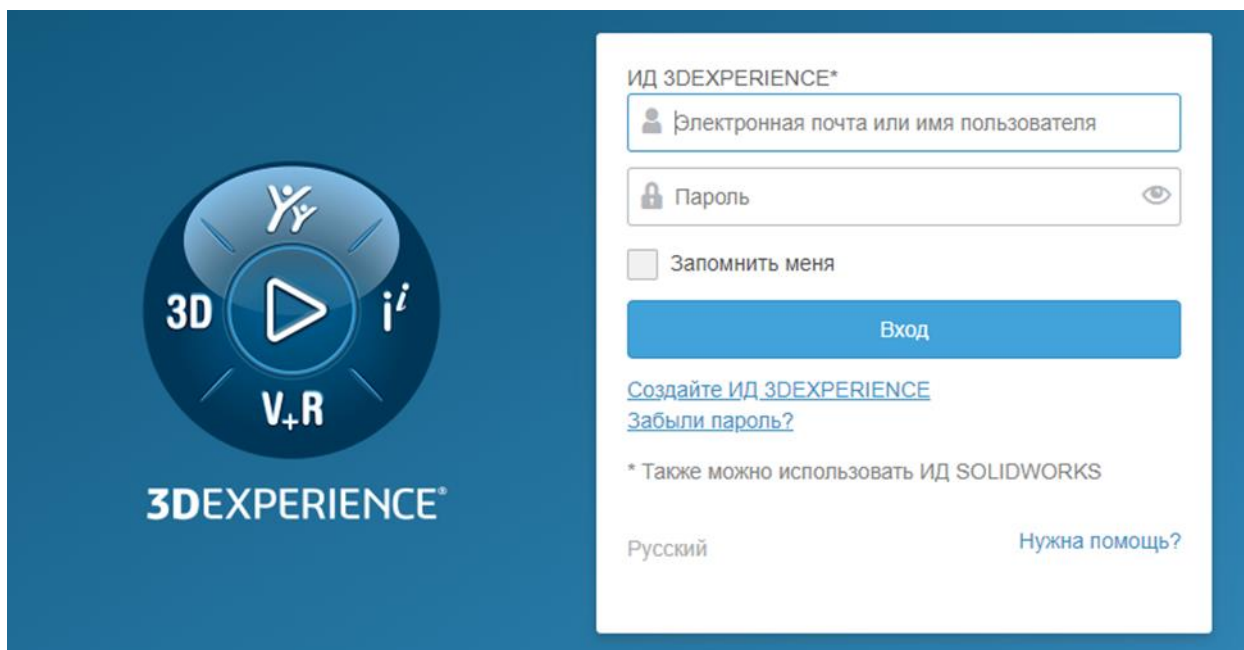 ИД 3DEXPERIENCE*
Электронная почта или имя пользователя
Пароль
Запомнить меня
Вход
Создайте ИД 3DEXPERIENCE
Забыли пароль?
* Также можно использовать ИД SOLIDWORKS
Русский
Нужна помощь?
3D
i i
V+R
3DEXPERIENCE®